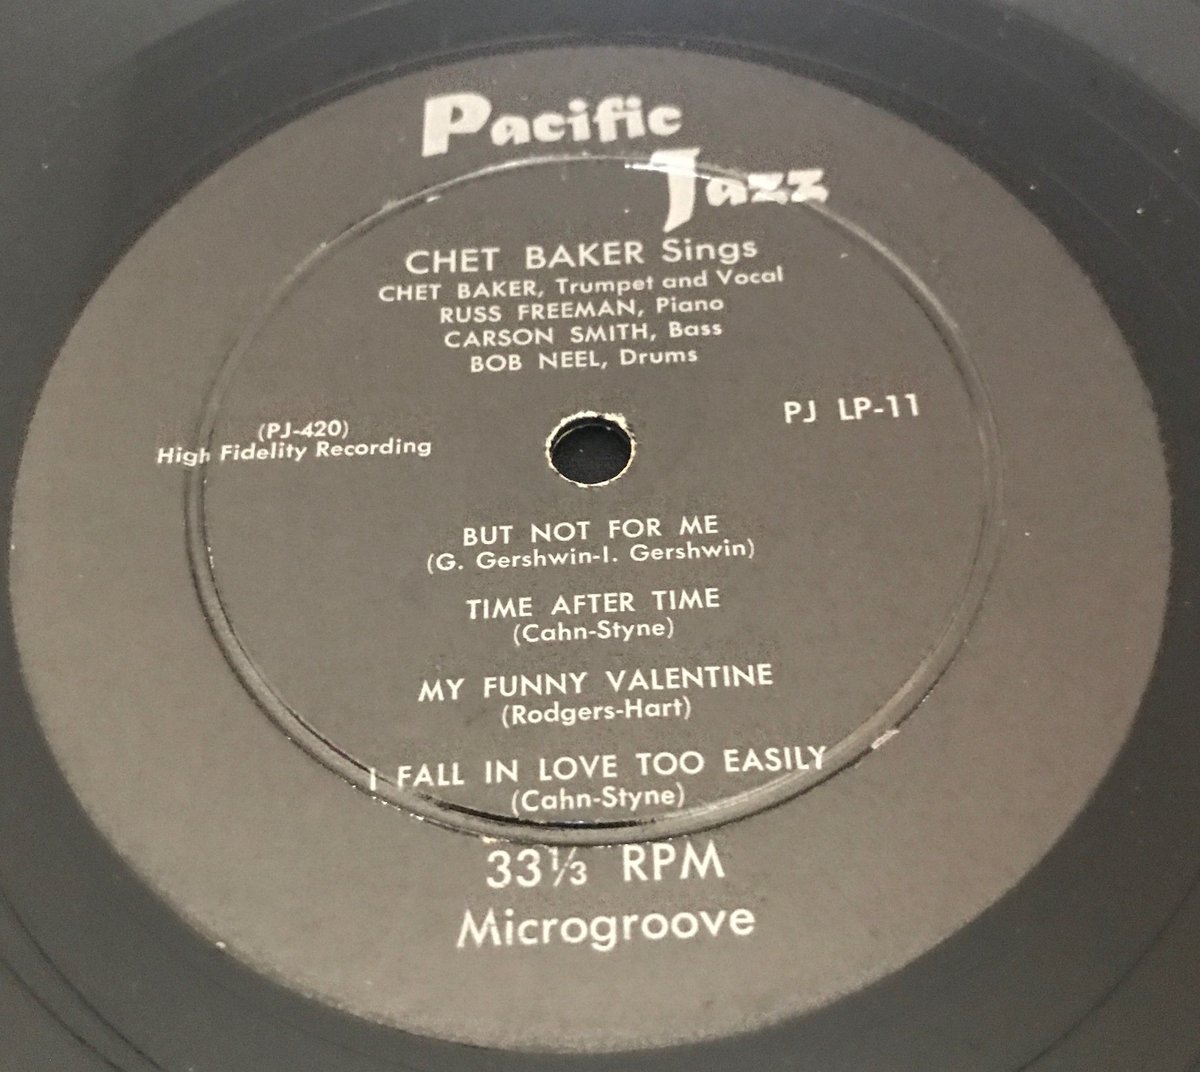 Pacific
Jazz
CHET BAKER Sings
CHET BAKER, Trumpet and Vocal
RUSS FREEMAN, Piano
CARSON SMITH, Bass
BOB NEEL, Drums
PJ LP-11
(PJ-420)
High Fidelity Recording
BUT NOT FOR ME
(G. Gershwin-I. Gershwin)
TIME AFTER TIME
(Cahn-Styne)
MY FUNNY VALENTINE
(Rodgers-Hart)
I FALL IN LOVE TOO EASILY
(Cahn-Styne)
33⅓ RPM
Microgroove